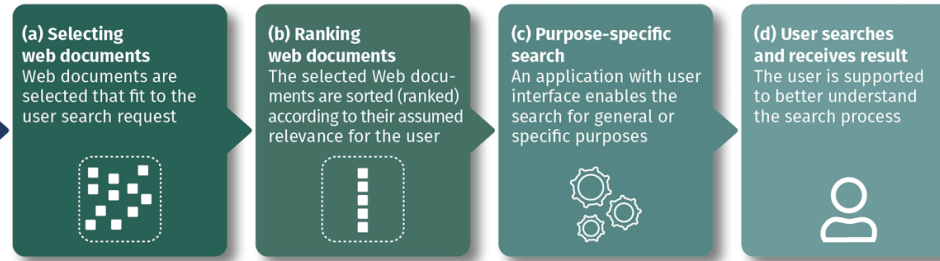 (a) Selecting
web documents
Web documents are
selected that fit to the
user search request
(b) Ranking
web documents
The selected Web docu-
ments are sorted (ranked)
according to their assumed
relevance for the user
(c) Purpose-specific
search
An application with user
interface enables the
search for general or
specific purposes
(d) User searches
and receives result
The user is supported
to better understand
the search process